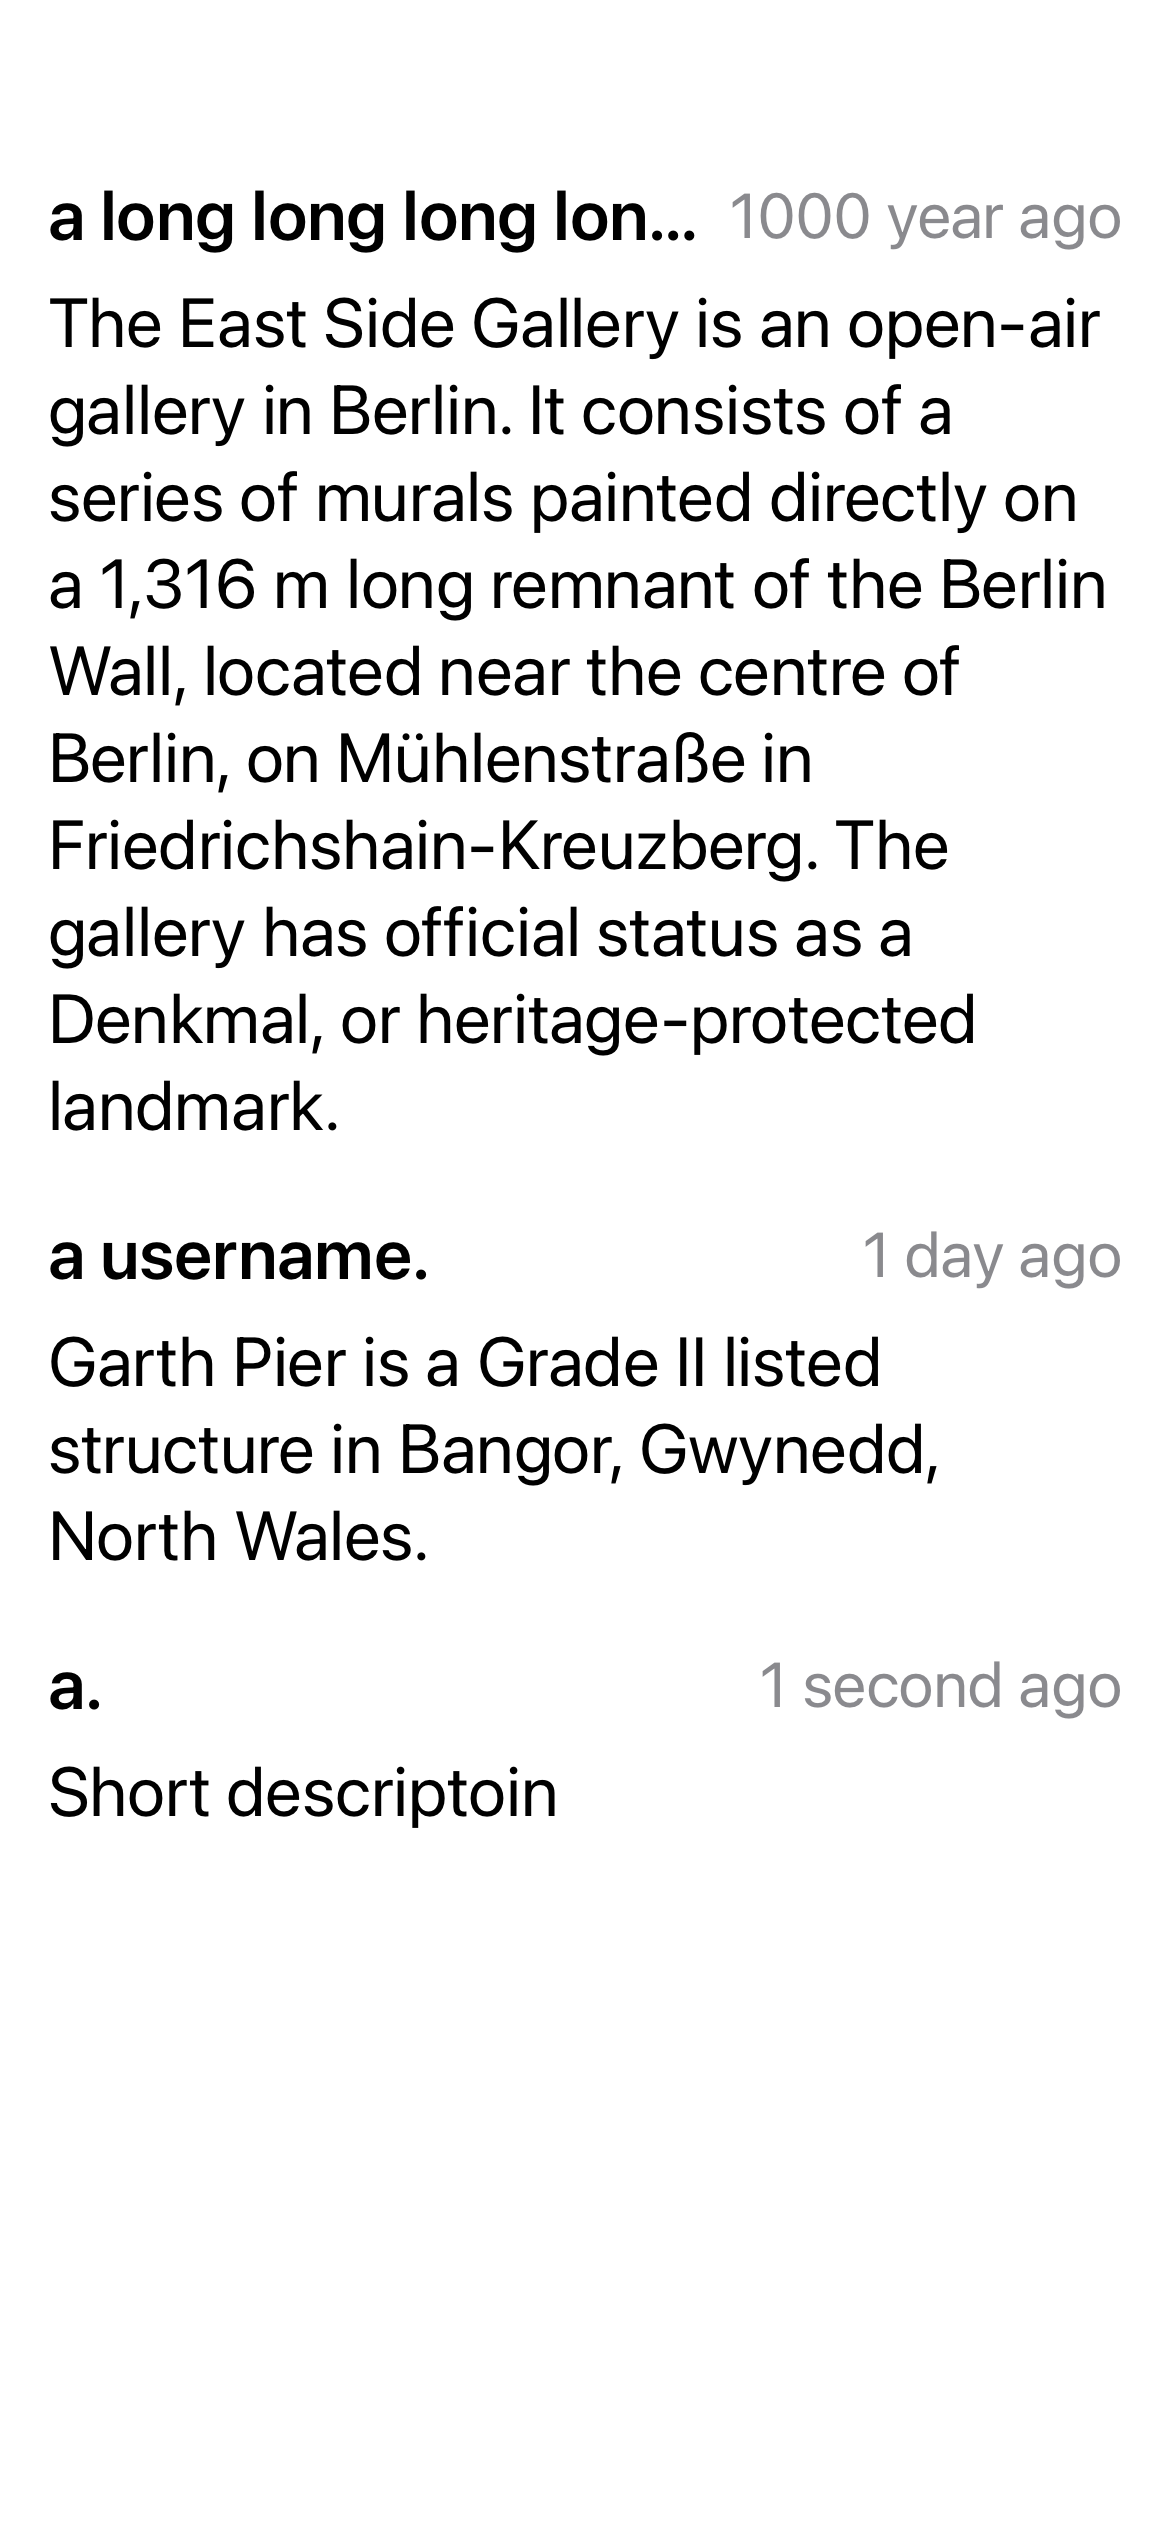 a long long long lon... 1000 year ago
The East Side Gallery is an open-air
gallery in Berlin. It consists of a
series of murals painted directly on
a 1,316 m long remnant of the Berlin
Wall, located near the centre of
Berlin, on Mühlenstraße in
Friedrichshain-Kreuzberg. The
gallery has official status as a
Denkmal, or heritage-protected
landmark.
a username. 1 day ago
Garth Pier is a Grade II listed
structure in Bangor, Gwynedd,
North Wales.
a. 1 second ago
Short descriptoin